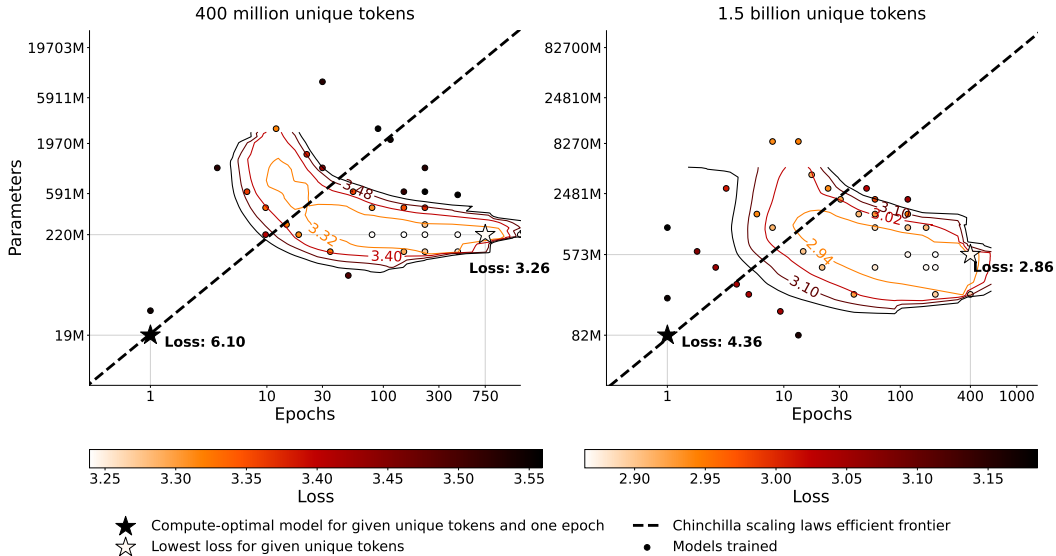 400 million unique tokens
1.5 billion unique tokens
Parameters
19703M
5911M
1970M
591M
220M
19M
3.48
3.32
3.40
Loss: 3.26
Loss: 6.10
1 10 30 100 300 750
Epochs
82700M
24810M
8270M
2481M
573M
82M
3.10
3.02
2.94
3.10
Loss: 2.86
Loss: 4.36
1 10 30 100 400 1000
Epochs
3.25 3.30 3.35 3.40 3.45 3.50 3.55
Loss
2.90 2.95 3.00 3.05 3.10 3.15
Loss
Compute-optimal model for given unique tokens and one epoch
Lowest loss for given unique tokens
Chinchilla scaling laws efficient frontier
Models trained